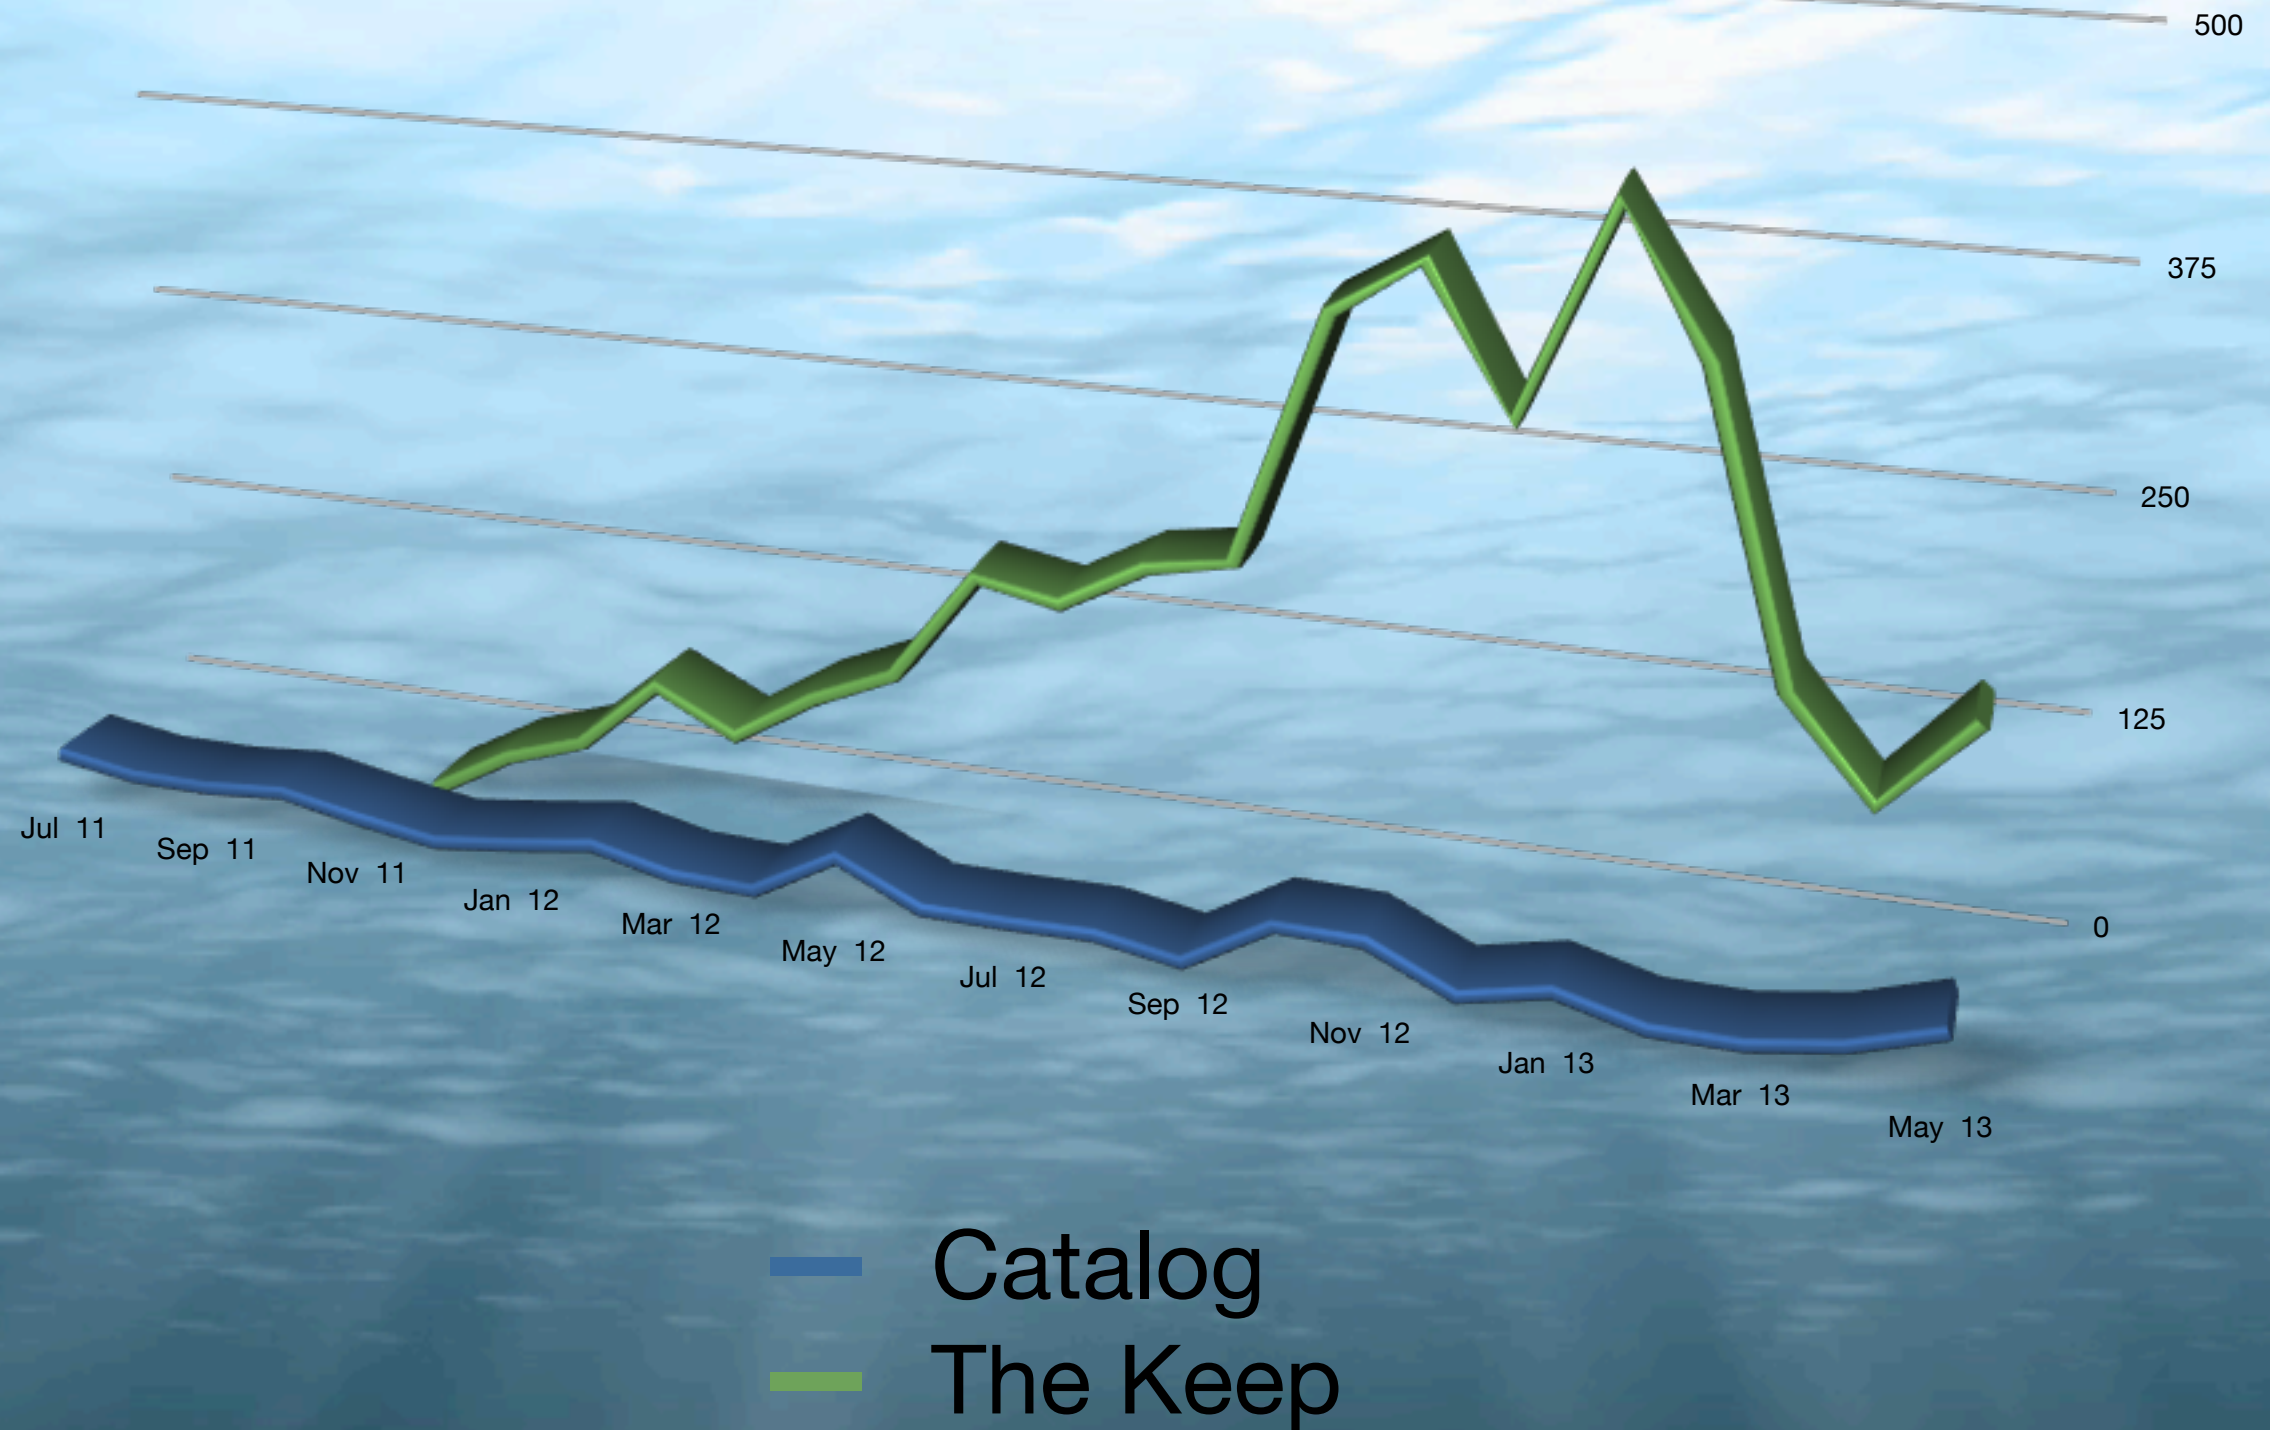 500
375
250
125
0
Jul 11
Sep 11
Nov 11
Jan 12
Mar 12
May 12
Jul 12
Sep 12
Nov 12
Jan 13
Mar 13
May 13
Catalog
The Keep